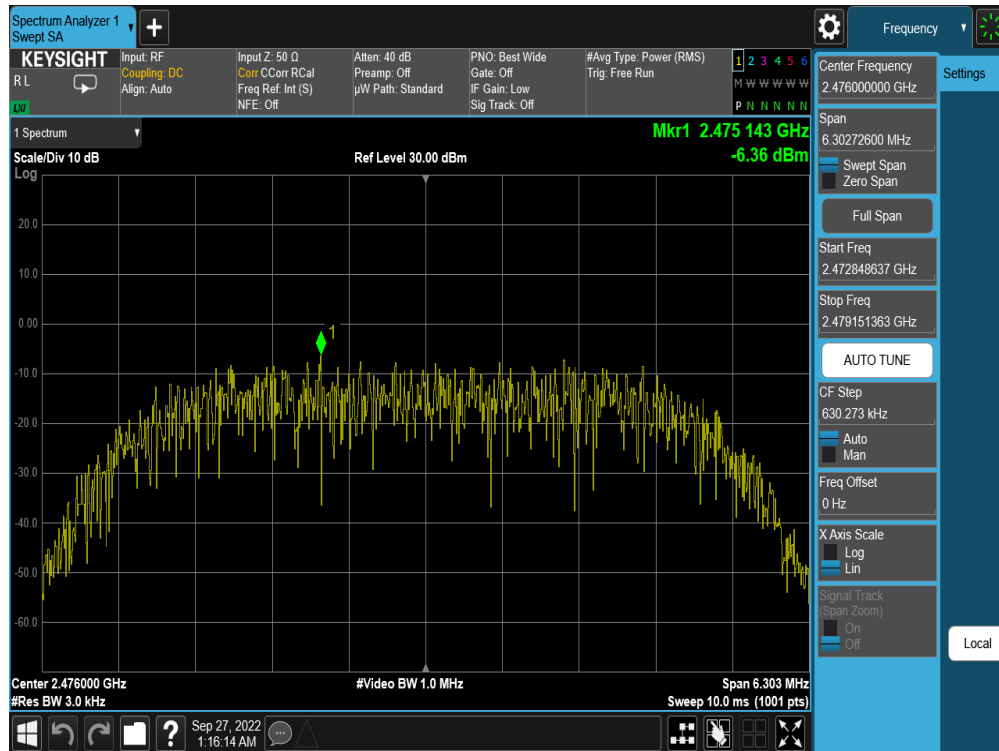 Spectrum Analyzer 1
Swept SA
Frequency
KEYSIGHT
R L
LXI
Input: RF
Coupling: DC
Align: Auto
Input Z: 50 Ω
Corr CCorr RCal
Freq Ref: Int (S)
NFE: Off
Atten: 40 dB
Preamp: Off
µW Path: Standard
PNO: Best Wide
Gate: Off
IF Gain: Low
Sig Track: Off
#Avg Type: Power (RMS)
Trig: Free Run
1 2 3 4 5 6
M W W W W W
P N N N N N
1 Spectrum
Mkr1 2.475 143 GHz
-6.36 dBm
Scale/Div 10 dB
Ref Level 30.00 dBm
Log
20.0
10.0
0.00
-10.0
-20.0
-30.0
-40.0
-50.0
-60.0
1
Center 2.476000 GHz
#Video BW 1.0 MHz
Span 6.303 MHz
#Res BW 3.0 kHz
Sweep 10.0 ms (1001 pts)
Center Frequency
2.476000000 GHz
Settings
Span
6.30272600 MHz
Swept Span
Zero Span
Full Span
Start Freq
2.472848637 GHz
Stop Freq
2.479151363 GHz
AUTO TUNE
CF Step
630.273 kHz
Auto
Man
Freq Offset
0 Hz
X Axis Scale
Log
Lin
Signal Track
(Span Zoom)
On
Off
Local
?
Sep 27, 2022
1:16:14 AM